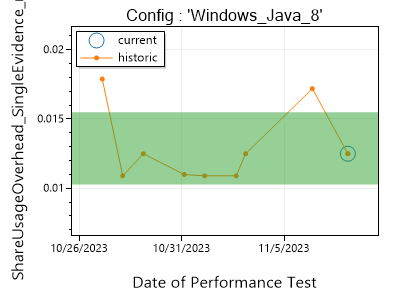 Config : 'Windows_Java_8'
current
historic
0.02
0.015
0.01
10/26/2023
10/31/2023
11/5/2023
Date of Performance Test
ShareUsageOverhead_SingleEvidence_